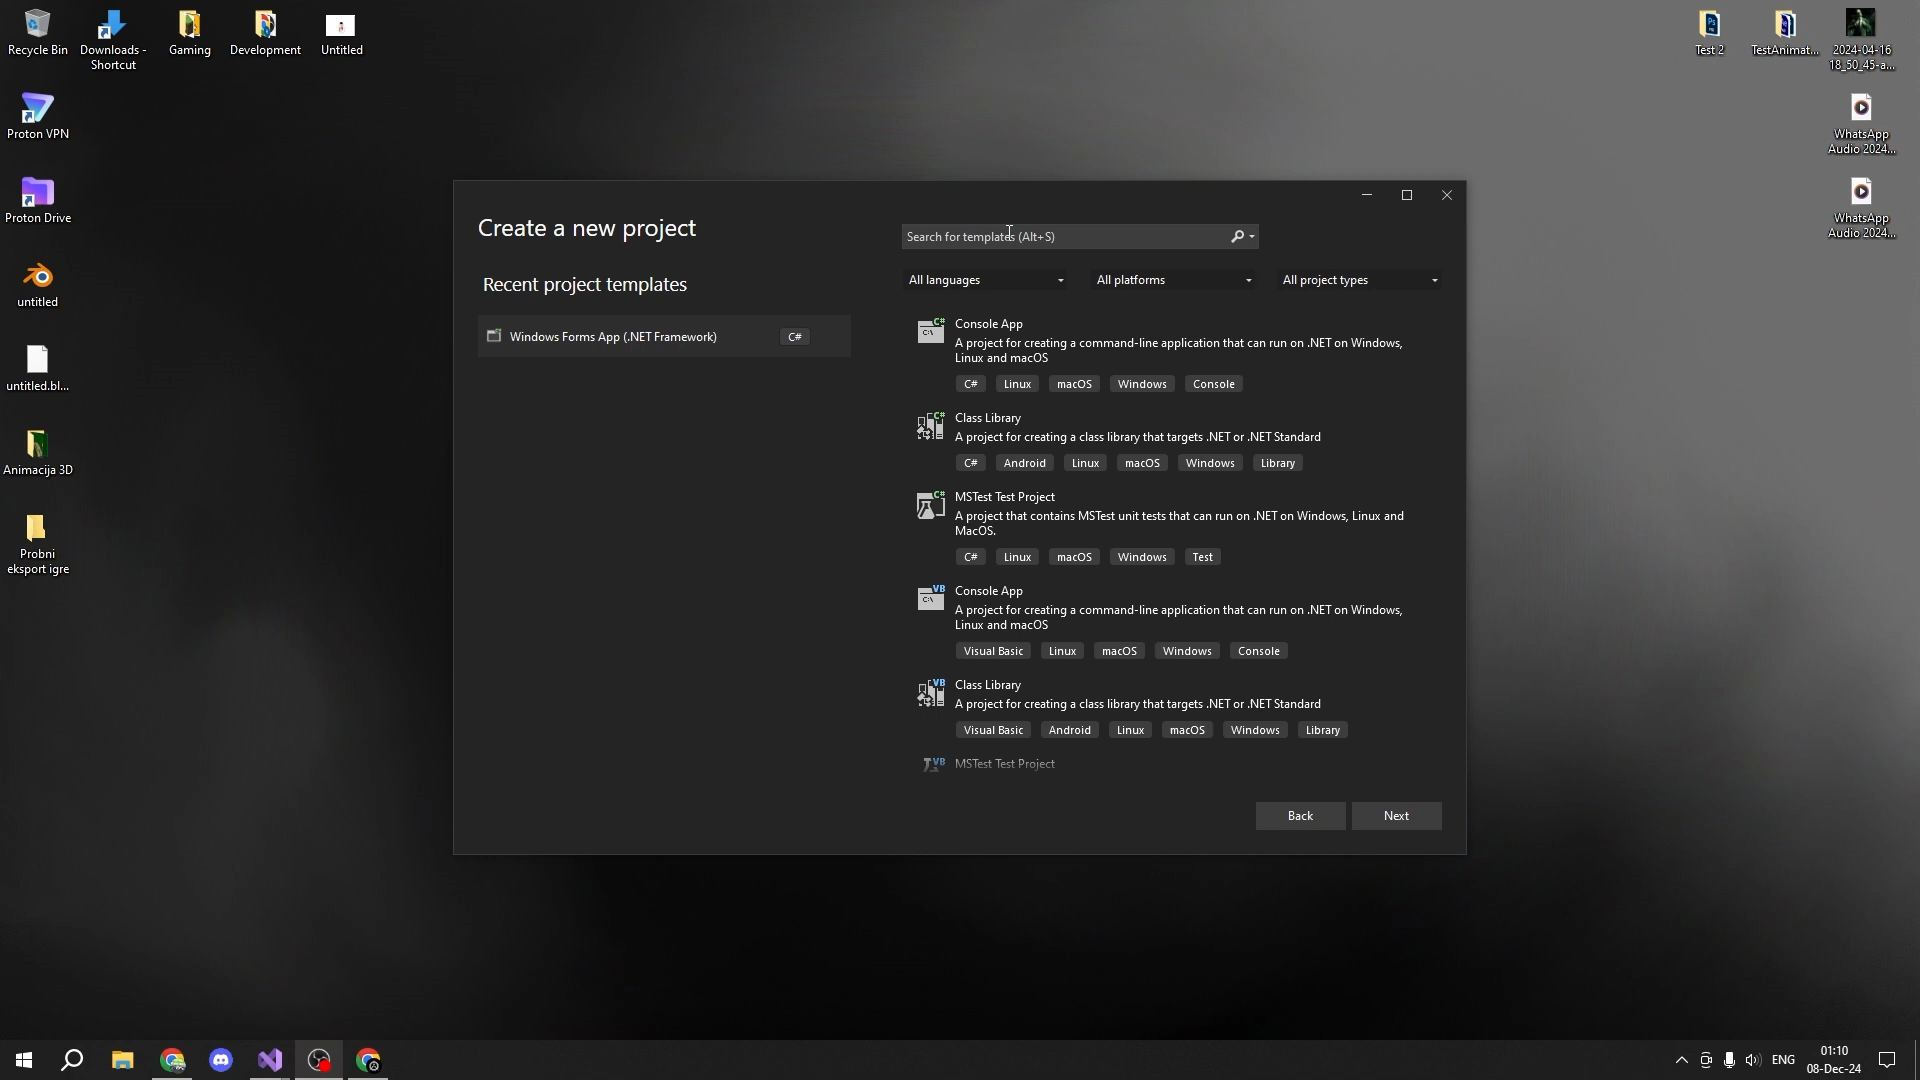 Recycle Bin
Downloads -
Shortcut
Gaming
Development
Untitled
Test 2
TestAnimat...
2024-04-16
18_50_45-a...
Proton VPN
WhatsApp
Audio 2024...
Proton Drive
WhatsApp
Audio 2024...
untitled
untitled.bl...
Animacija 3D
Probni
eksport igre
Create a new project
Search for templates (Alt+S)
Recent project templates
All languages
All platforms
All project types
Windows Forms App (.NET Framework)
C#
Console App
A project for creating a command-line application that can run on .NET on Windows,
Linux and macOS
C# Linux macOS Windows Console
Class Library
A project for creating a class library that targets .NET or .NET Standard
C# Android Linux macOS Windows Library
MSTest Test Project
A project that contains MSTest unit tests that can run on .NET on Windows, Linux and
MacOS.
C# Linux macOS Windows Test
Console App
A project for creating a command-line application that can run on .NET on Windows,
Linux and macOS
Visual Basic Linux macOS Windows Console
Class Library
A project for creating a class library that targets .NET or .NET Standard
Visual Basic Android Linux macOS Windows Library
MSTest Test Project
Back
Next
ENG
01:10
08-Dec-24